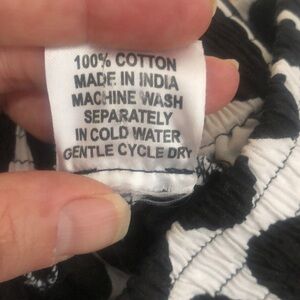 100% COTTON
MADE IN INDIA
MACHINE WASH
SEPARATELY
IN COLD WATER
GENTLE CYCLE DRY